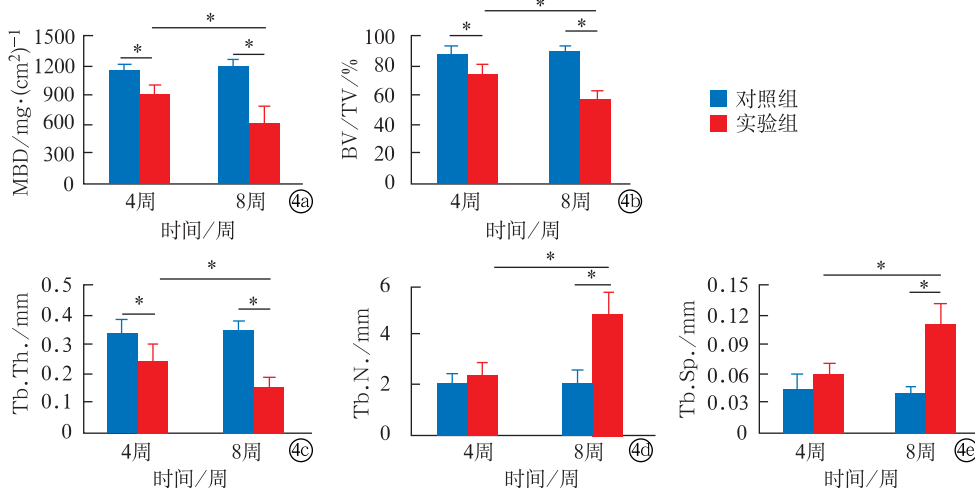 *
*
*
1500
1200
900
600
300
0
MBD/mg·(cm²)⁻¹
4周
8周
4a
时间/周
*
*
*
100
80
60
40
20
0
BV/TV/%
4周
8周
4b
时间/周
对照组
实验组
*
*
*
0.5
0.4
0.3
0.2
0.1
0
Tb.Th./mm
4周
8周
4c
时间/周
*
*
6
4
2
0
Tb.N./mm
4周
8周
4d
时间/周
*
*
0.15
0.12
0.09
0.06
0.03
0
Tb.Sp./mm
4周
8周
4e
时间/周